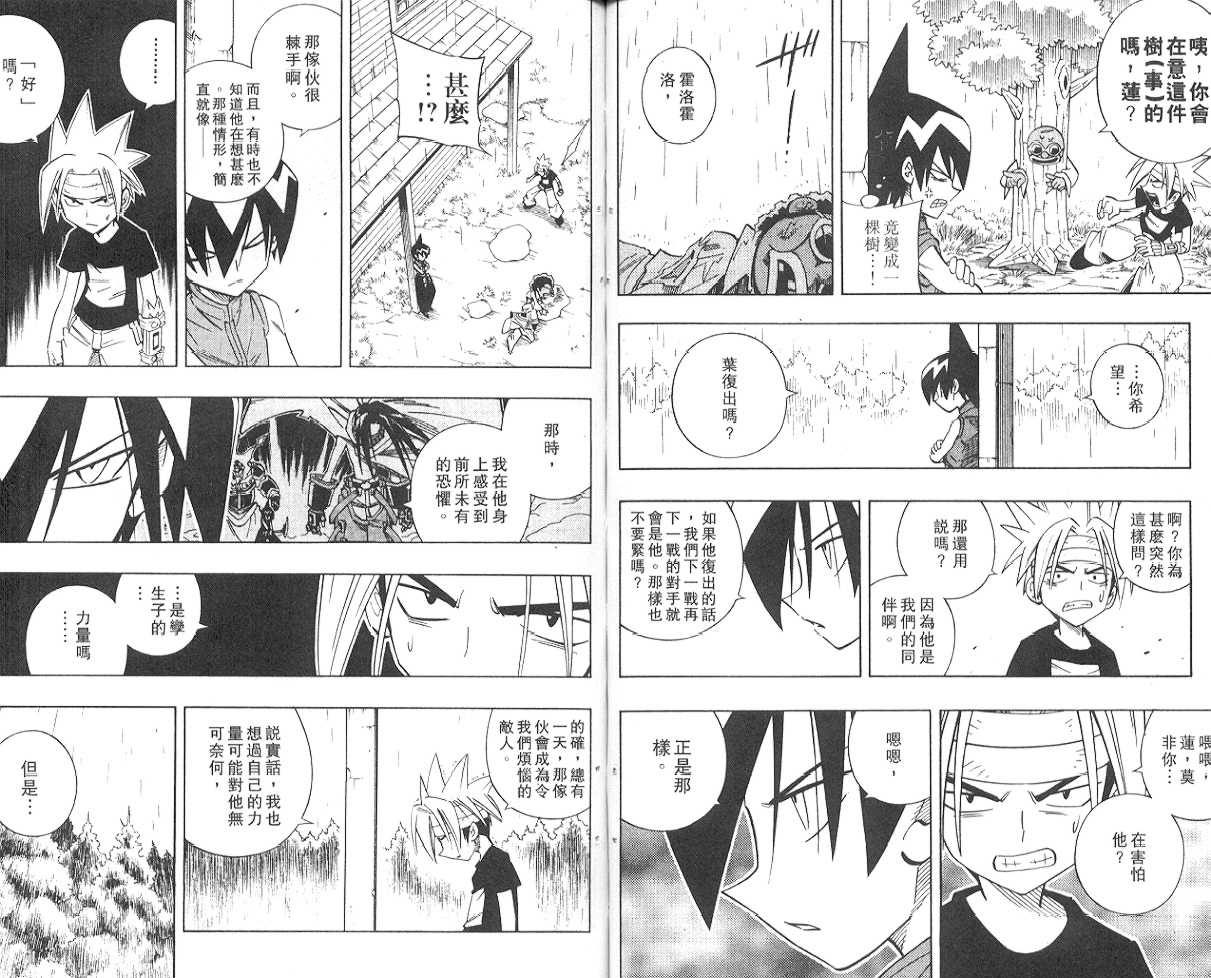 咦，你會
在意這件
樹(事)的
嗎，蓮？
竟變成一
棵樹…！
霍洛霍
洛，
…你希
望…
葉復出嗎？
啊？你為
甚麼突然
這樣問？
那還用
説嗎？
因為他是
我們的同
伴啊。
如果他復出的話
，我們下一戰再
下一戰的對手就
會是他。那樣也
不要緊嗎？
喂喂，
蓮，莫
非你…
在害怕
他？
嗯嗯，
正是那
樣。
甚麼
…!?
那傢伙很
棘手啊。
而且，有時也不
知道他在想甚麼
。那種情形，簡
直就像──
………
「好」
嗎？
那時，
我在他身
上感受到
前所未有
的恐懼。
…是孿
生子的
力量嗎
……
的確，總有
一天，那傢
伙會成為令
我們煩惱的
敵人。
説實話，我也
想過自己的力
量可能對他無
可奈何，
但是…